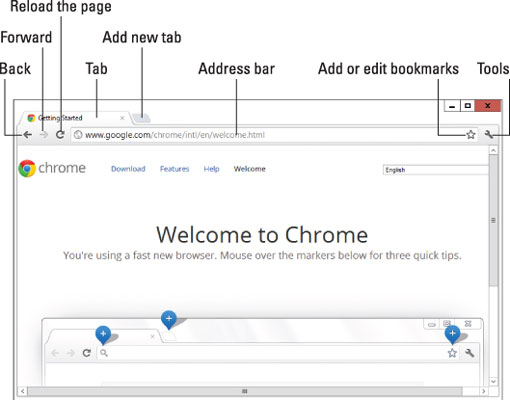 Reload the page
Forward
Add new tab
Back
Tab
Address bar
Add or edit bookmarks
Tools
Getting Started
www.google.com/chrome/intl/en/welcome.html
chrome
Download Features Help Welcome
English
Welcome to Chrome
You're using a fast new browser. Mouse over the markers below for three quick tips.